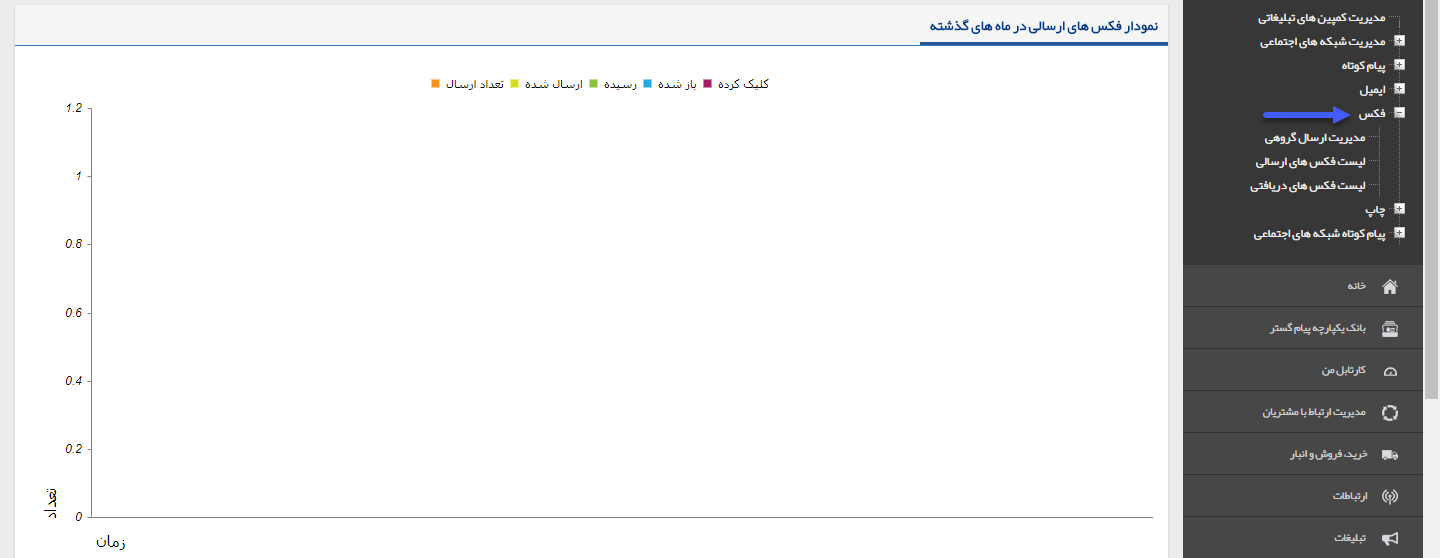 مدیریت کمپین های تبلیغاتی
مدیریت شبکه های اجتماعی
پیام کوتاه
ایمیل
فکس
مدیریت ارسال گروهی
لیست فکس های ارسالی
لیست فکس های دریافتی
چاپ
پیام کوتاه شبکه های اجتماعی
خانه
بانک یکپارچه پیام گستر
کارتابل من
مدیریت ارتباط با مشتریان
خرید، فروش و انبار
ارتباطات
تبلیغات
نمودار فکس های ارسالی در ماه های گذشته
کلیک کرده باز شده رسیده ارسال شده تعداد ارسال
1.2
1
0.8
0.6
0.4
0.2
0
تعداد
زمان